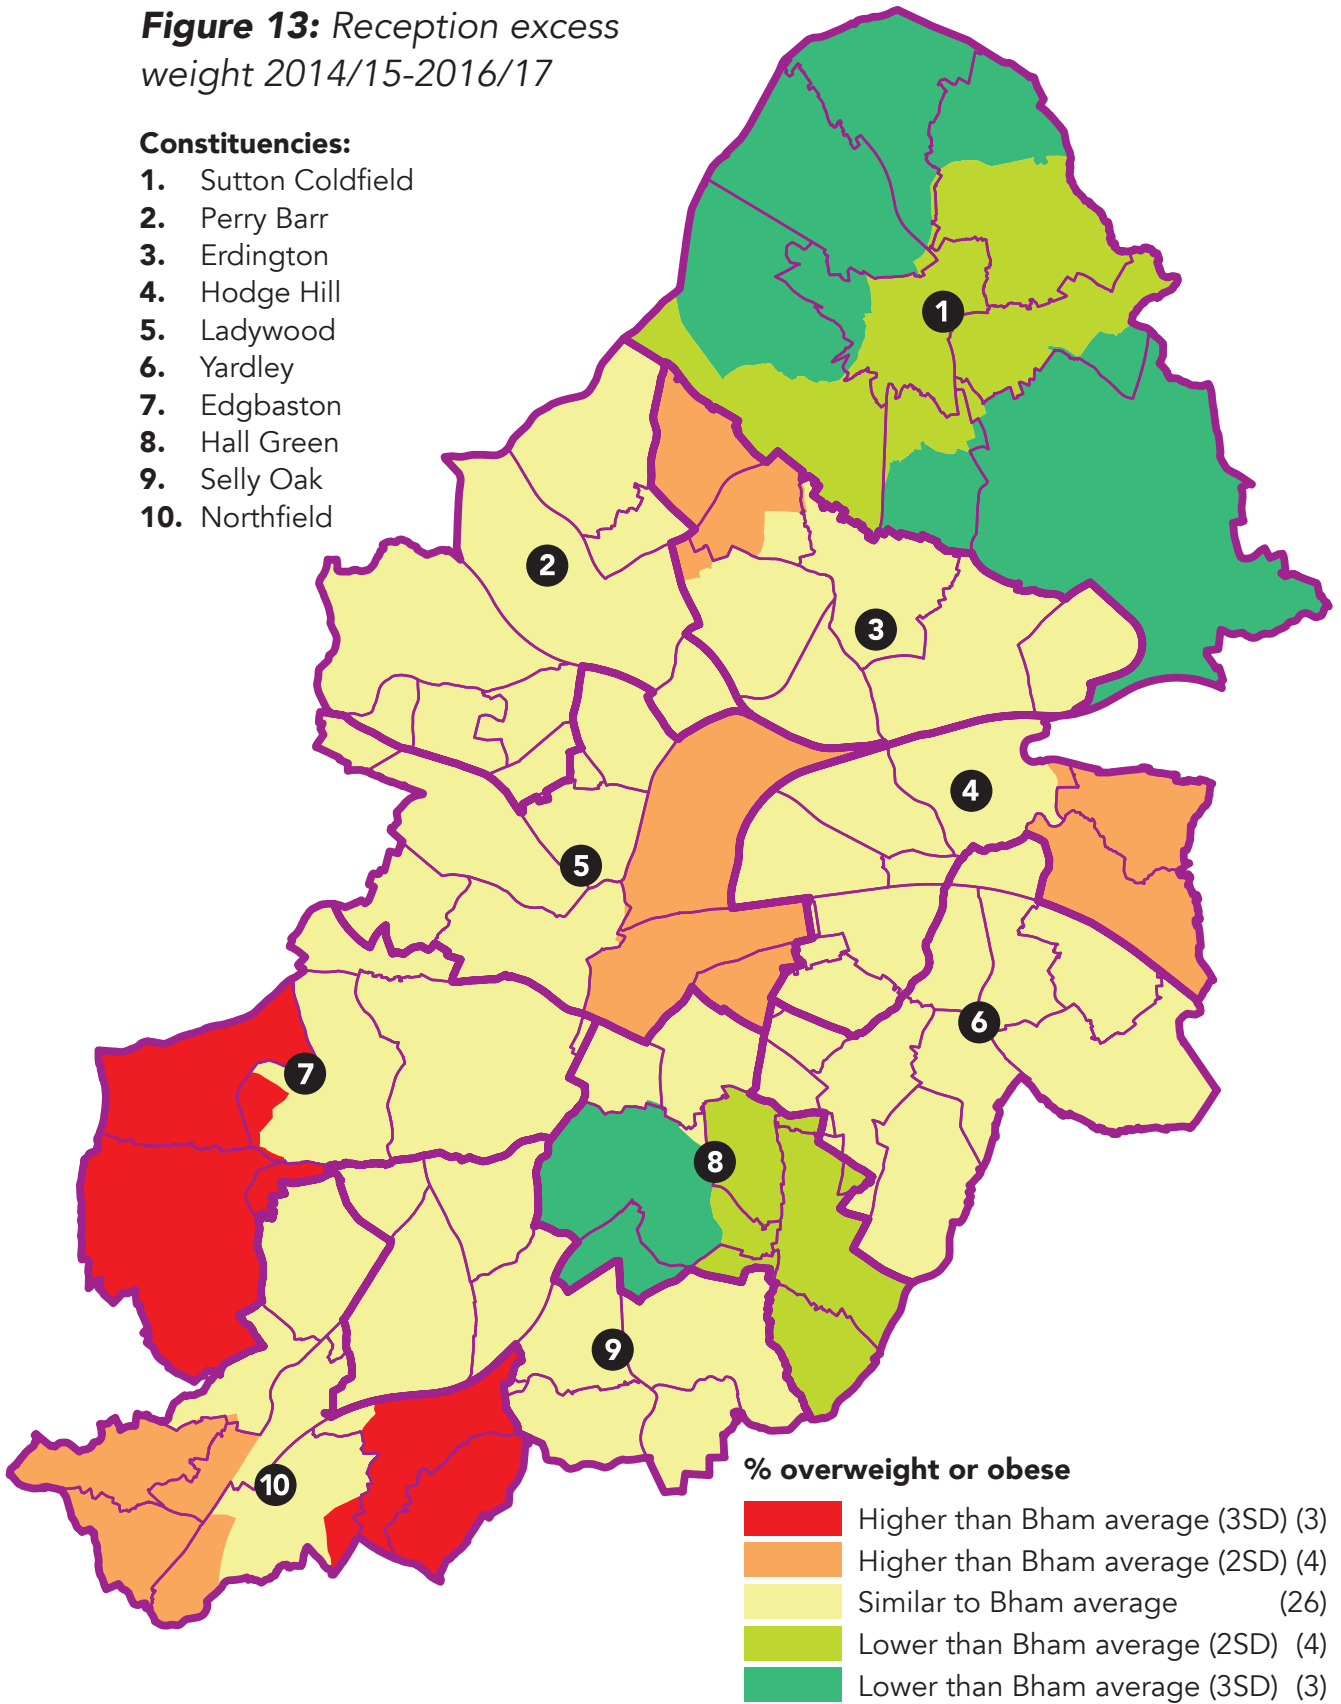 Figure 13: Reception excess
weight 2014/15-2016/17
Constituencies:
1. Sutton Coldfield
2. Perry Barr
3. Erdington
4. Hodge Hill
5. Ladywood
6. Yardley
7. Edgbaston
8. Hall Green
9. Selly Oak
10. Northfield
1
2
3
4
5
6
7
8
9
10
% overweight or obese
Higher than Bham average (3SD) (3)
Higher than Bham average (2SD) (4)
Similar to Bham average (26)
Lower than Bham average (2SD) (4)
Lower than Bham average (3SD) (3)